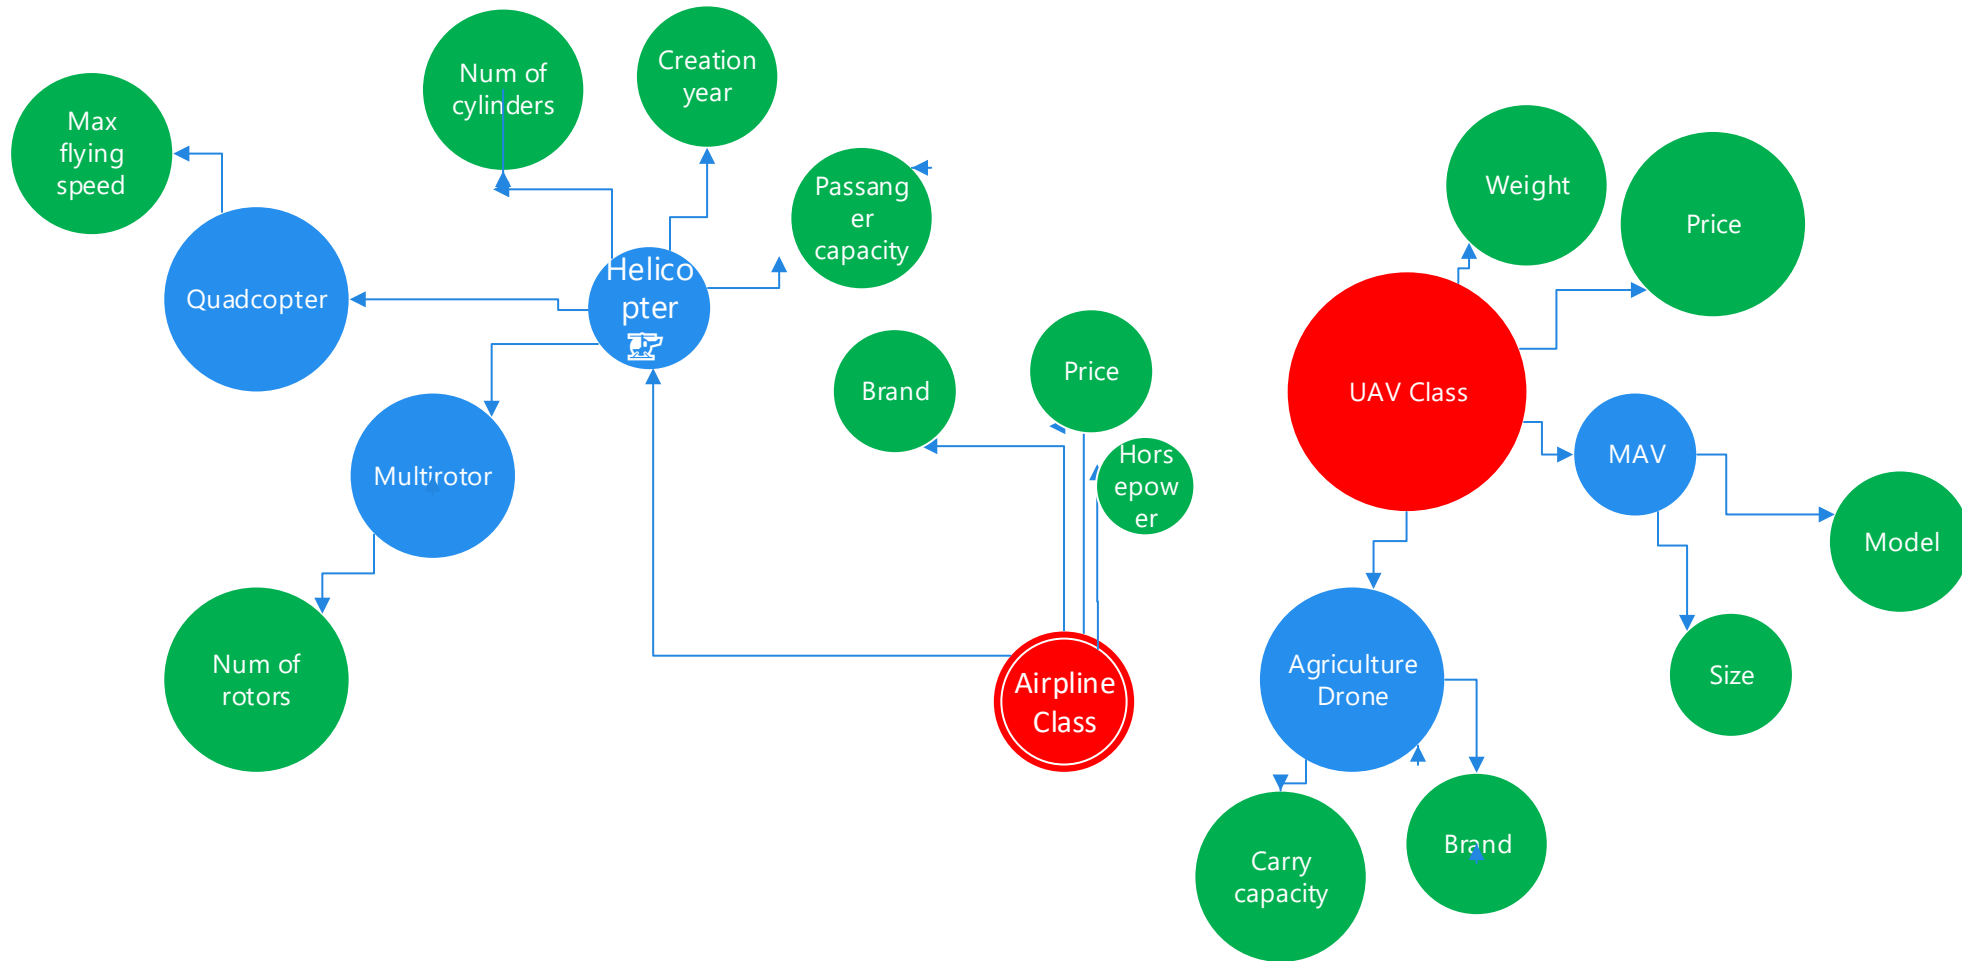 Num of
cylinders
Creation
year
Max
flying
speed
Passang
er
capacity
Weight
Price
Quadcopter
Helico
pter
Brand
Price
UAV Class
MAV
Multirotor
Hors
epow
er
Model
Num of
rotors
Airpline
Class
Agriculture
Drone
Size
Carry
capacity
Brand